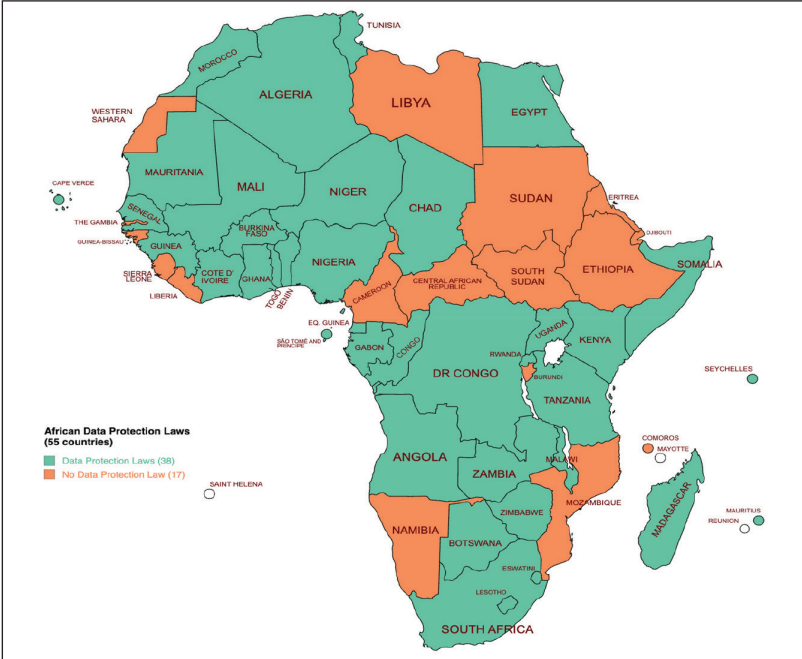 TUNISIA
MOROCCO
ALGERIA
LIBYA
EGYPT
WESTERN
SAHARA
MAURITANIA
MALI
NIGER
CHAD
SUDAN
ERITREA
CAPE VERDE
SENEGAL
THE GAMBIA
BURKINA
FASO
DJIBOUTI
GUINEA-BISSAU
GUINEA
NIGERIA
ETHIOPIA
SOMALIA
SIERRA
LEONE
COTE D'
IVOIRE
GHANA
CENTRAL AFRICAN
REPUBLIC
SOUTH
SUDAN
CAMEROON
LIBERIA
TOGO
BENIN
EQ. GUINEA
UGANDA
KENYA
SÃO TOMÉ AND
PRINCIPE
GABON
CONGO
RWANDA
DR CONGO
BURUNDI
SEYCHELLES
TANZANIA
African Data Protection Laws
(55 countries)
Data Protection Laws (38)
No Data Protection Law (17)
COMOROS
MAYOTTE
ANGOLA
MALAWI
ZAMBIA
SAINT HELENA
MOZAMBIQUE
MADAGASCAR
ZIMBABWE
MAURITIUS
REUNION
NAMIBIA
BOTSWANA
ESWATINI
LESOTHO
SOUTH AFRICA